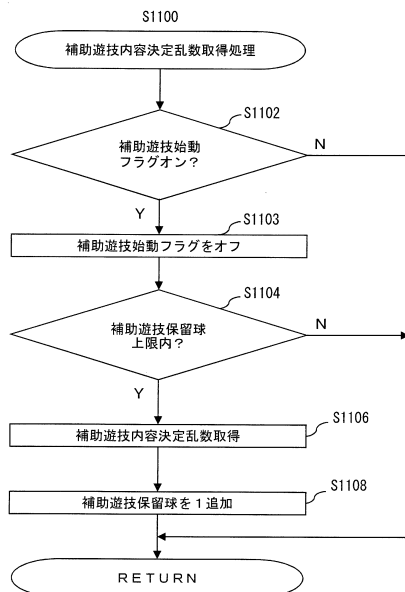 S1100
補助遊技内容決定乱数取得処理
S1102
補助遊技始動
フラグオン？
N
Y
S1103
補助遊技始動フラグをオフ
S1104
補助遊技保留球
上限内？
N
Y
S1106
補助遊技内容決定乱数取得
S1108
補助遊技保留球を１追加
RETURN